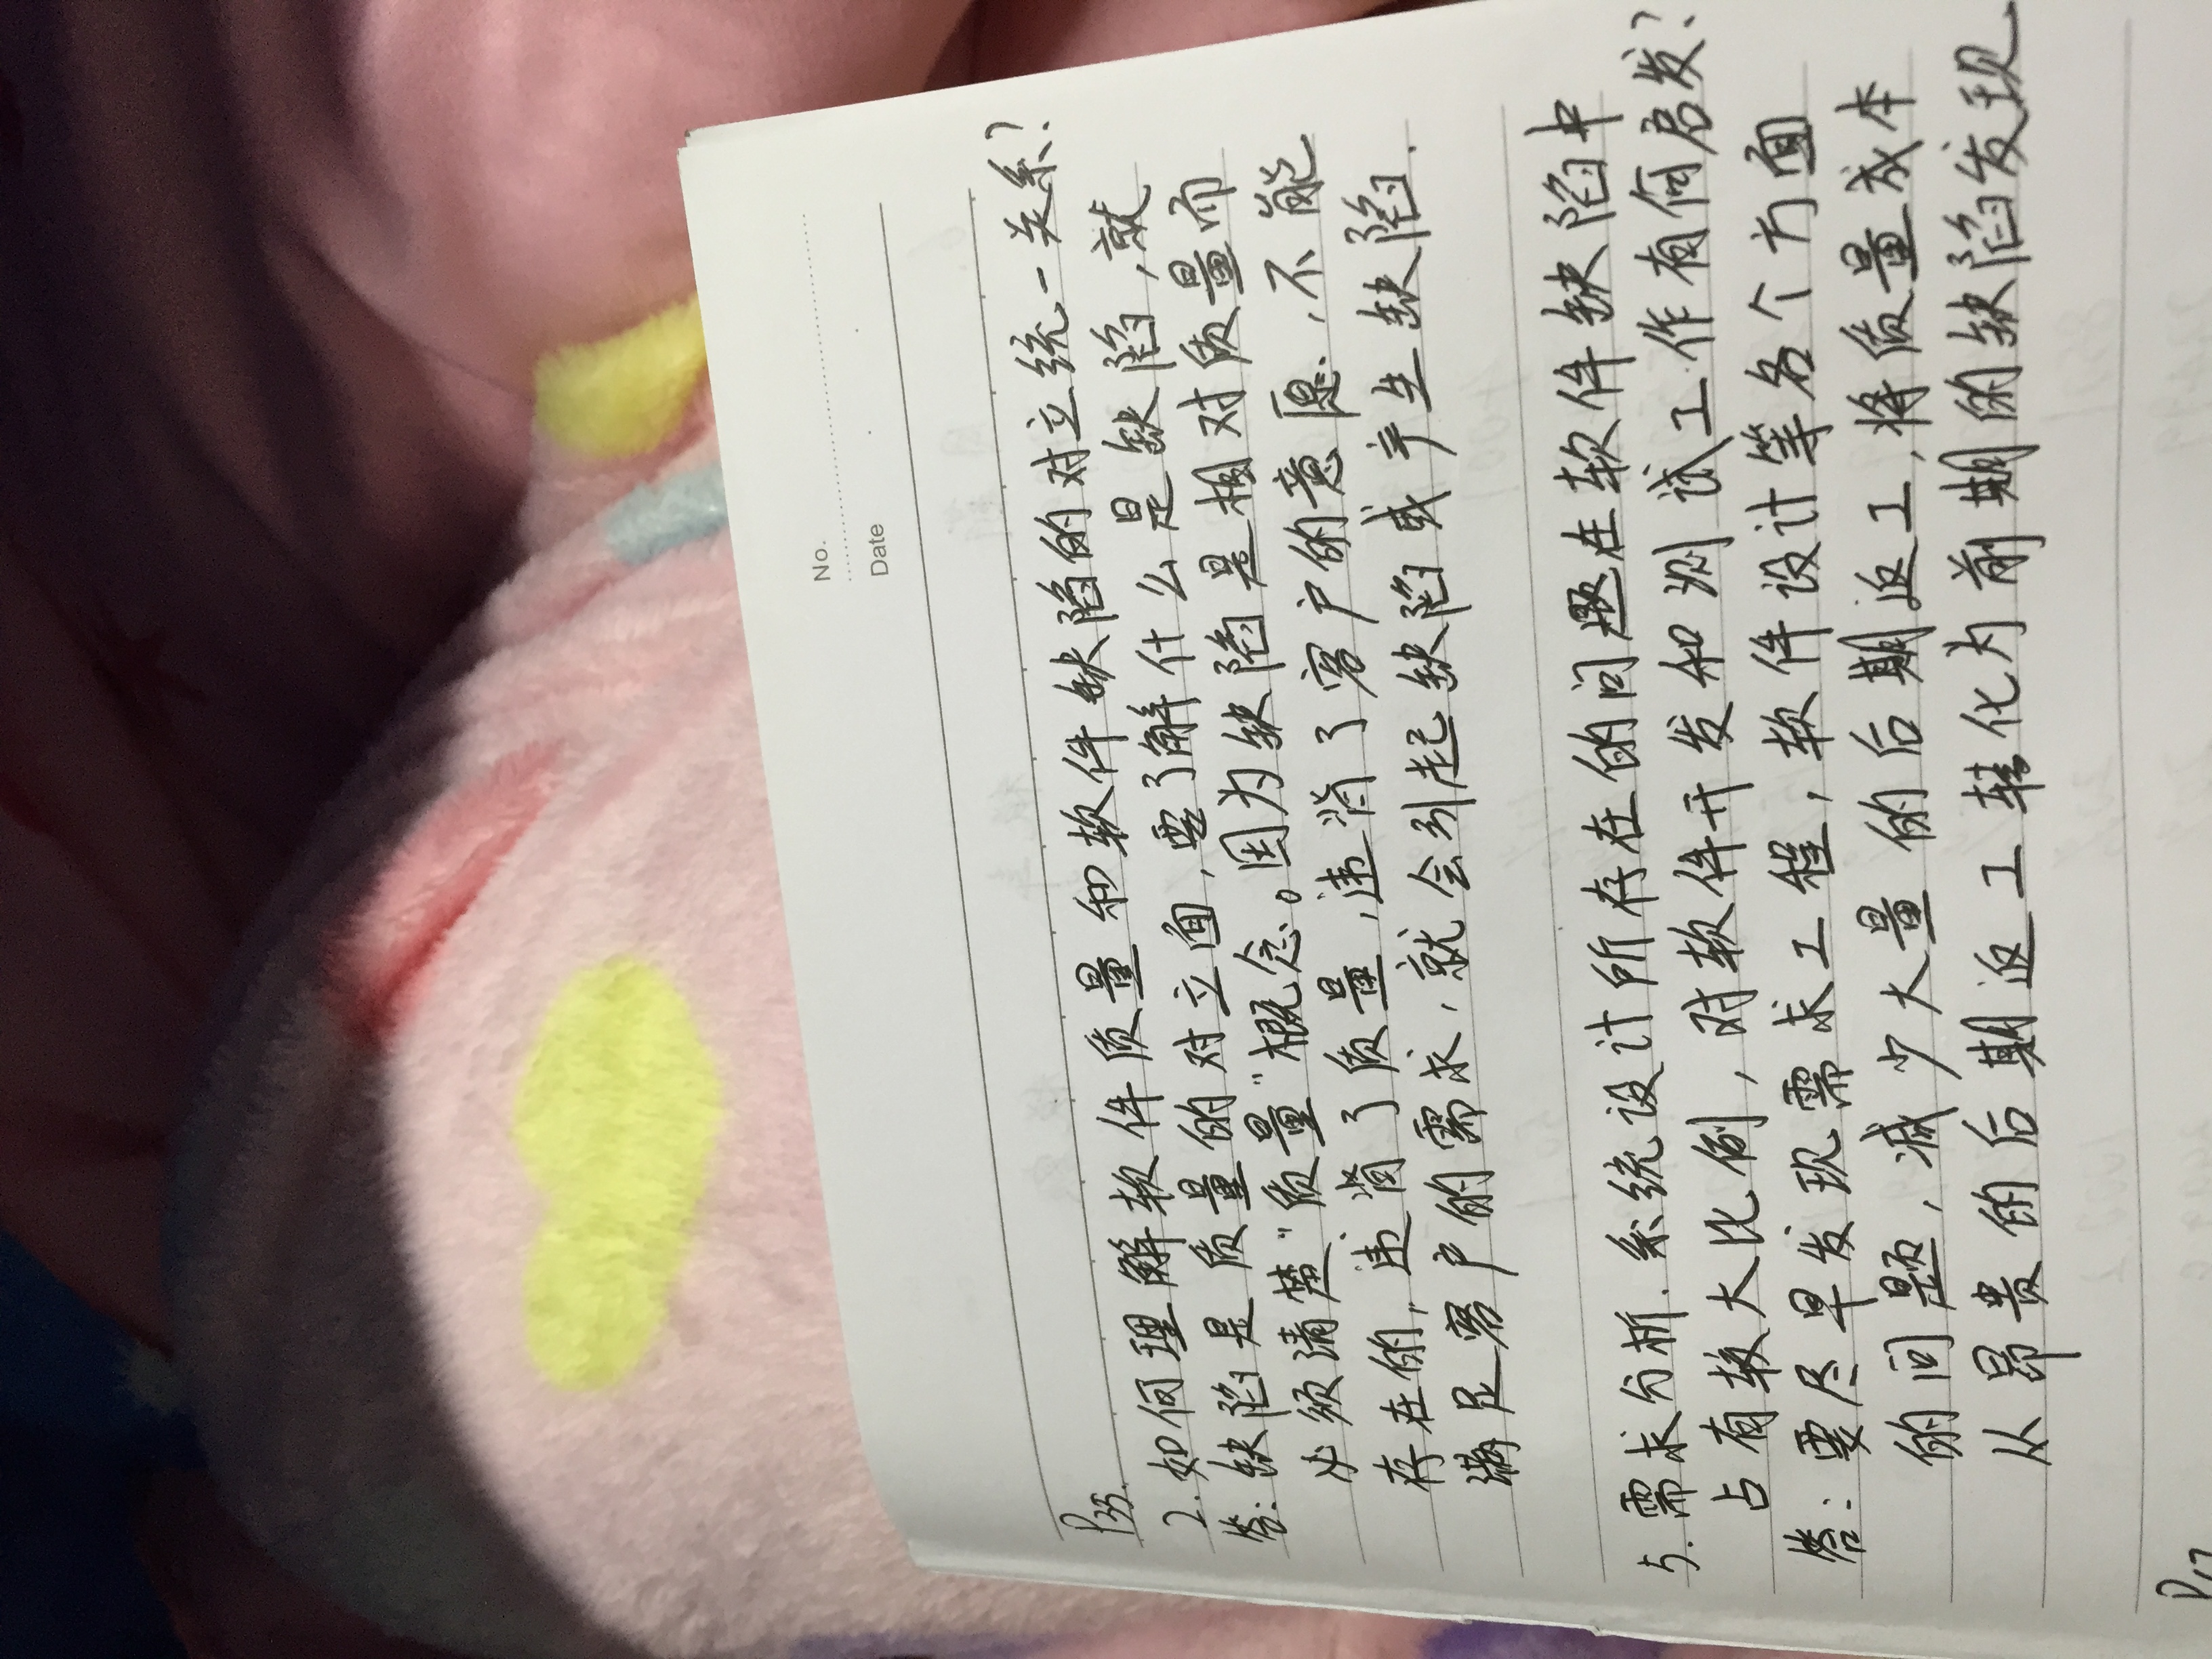 No.
Date
P35.
2.如何理解软件质量和软件缺陷的对立统一关系?
答:缺陷是质量的对立面,要了解什么是缺陷,就
必须清楚“质量”概念。因为缺陷是相对质量而
存在的,违背了质量,违背了客户的意愿,不能
满足客户的需求,就会引起缺陷或产生缺陷.
5.需求分析.系统设计所存在的问题在软件缺陷中
占有较大比例,对软件开发和测试工作有何启发?
答:要尽早发现需求工程,软件设计等各个方面
的问题,减少大量的后期返工,将质量成本
从昂贵的后期返工转化为前期的缺陷发现